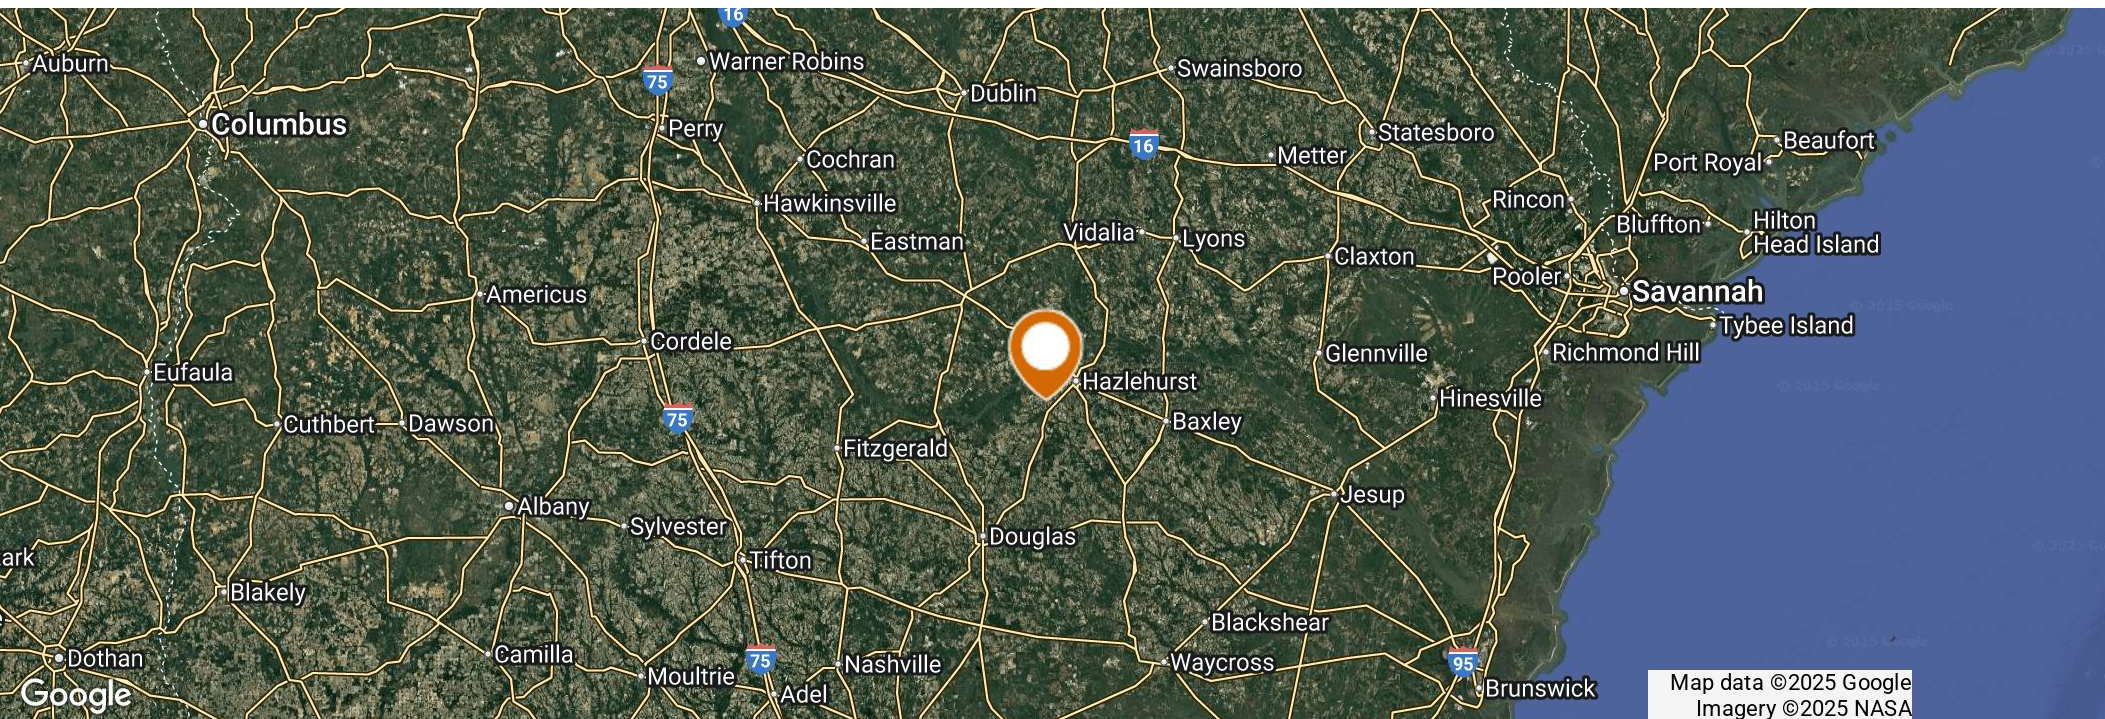 16
Auburn
Warner Robins
75
Swainsboro
Dublin
Columbus
Perry
Statesboro
Beaufort
16
Cochran
Metter
Port Royal
Hawkinsville
Rincon
Hilton
Head Island
Bluffton
Vidalia
Lyons
Eastman
Claxton
Pooler
Savannah
Americus
Tybee Island
Cordele
Glennville
Richmond Hill
Eufaula
Hazlehurst
Hinesville
75
Cuthbert
Dawson
Baxley
Fitzgerald
Jesup
Albany
Sylvester
Douglas
ark
Tifton
Blakely
Blackshear
Dothan
Camilla
75
Nashville
Waycross
95
Moultrie
Adel
Brunswick
Google
Map data ©2025 Google
Imagery ©2025 NASA